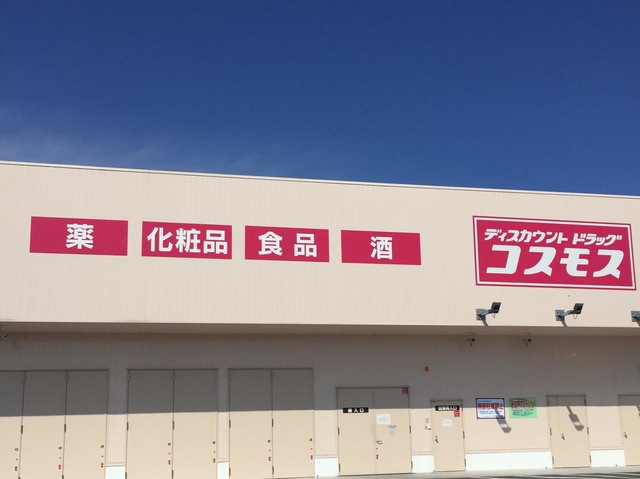 薬
化粧品
食品
酒
ディスカウント ドラッグ
コスモス